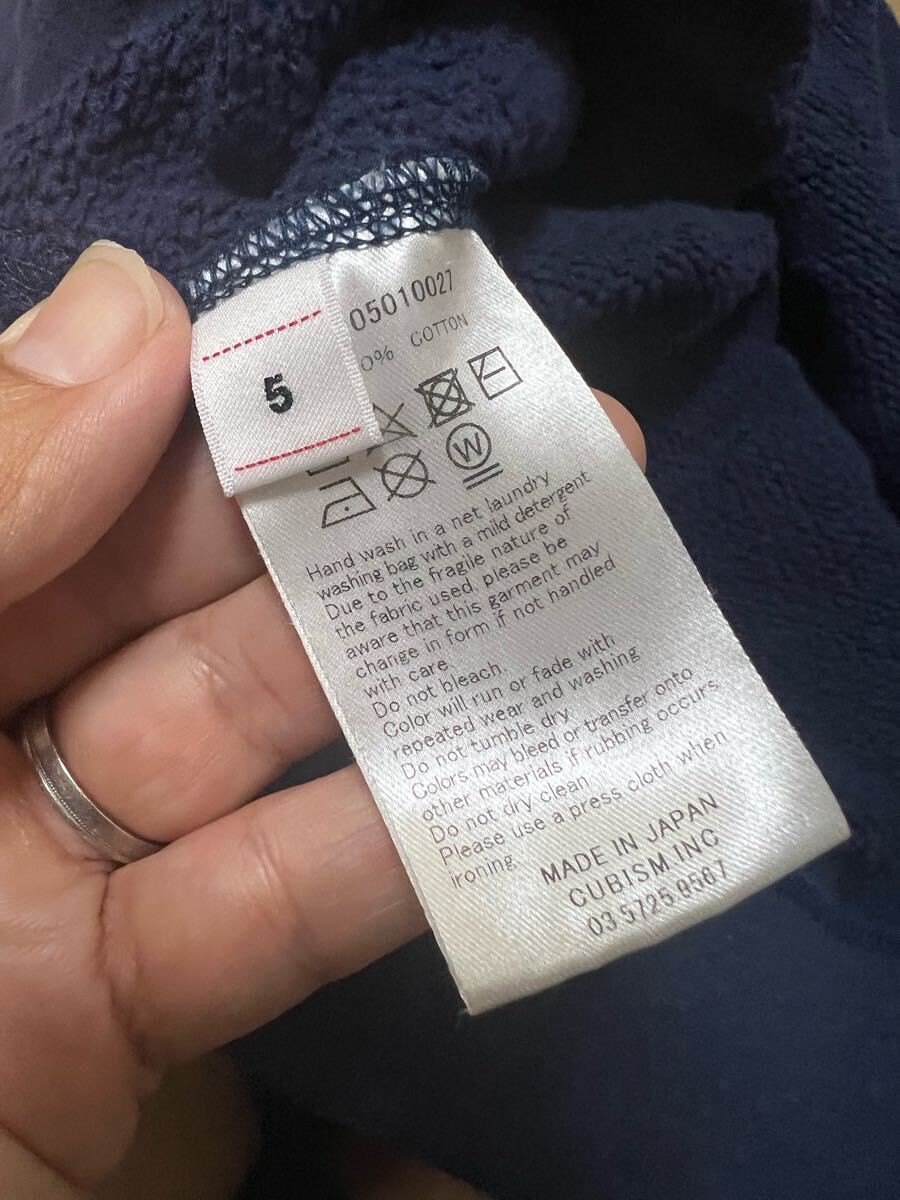 5
05010027
0% COTTON
W
Hand wash in a net laundry
washing bag with a mild detergent
Due to the fragile nature of
the fabric used, please be
aware that this garment may
change in form if not handled
with care.
Do not bleach.
Color will run or fade with
repeated wear and washing
Do not tumble dry
Colors may bleed or transfer onto
other materials if rubbing occurs
Do not dry clean
Please use a press cloth when
ironing.
MADE IN JAPAN
CUBISM INC
03 5725 9567